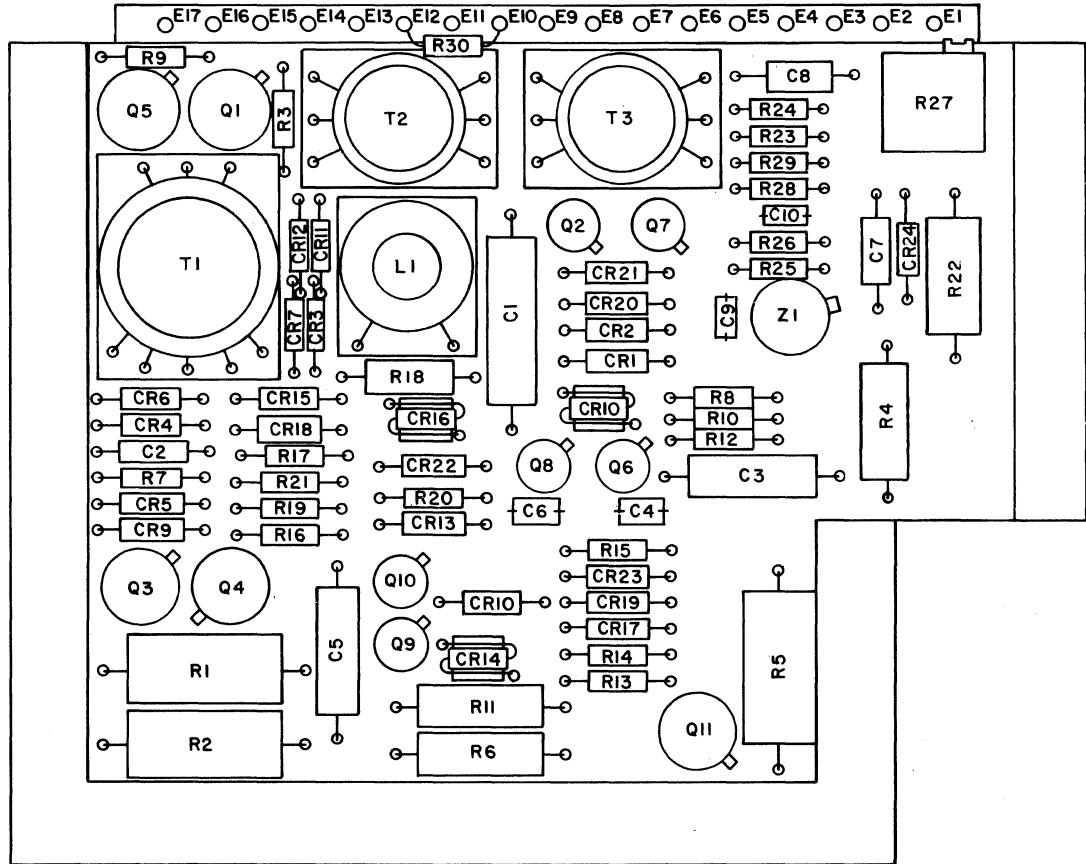 E17 E16 E15 E14 E13 E12 E11 E10 E9 E8 E7 E6 E5 E4 E3 E2 E1
R30
R9
Q5 Q1 R3 T2 T3
C8
R27
R24
R23
R29
R28
C10
R26
R25
Z1
C9
C7 CR24 R22
T1
CR12 CR11
CR7 CR3
L1
C1
Q2 Q7
CR21
CR20
CR2
CR1
R18
CR16
CR10
R8
R10
R12
R4
CR6 CR15
CR4 CR18
C2 R17
R7 R21
CR5 R19
CR9 R16
CR22
R20
CR13
Q8 Q6
C6 C4
C3
Q3 Q4
C5
Q10
Q9
CR10
CR14
R15
CR23
CR19
CR17
R14
R13
R5
R1
R2
R11
R6
Q11